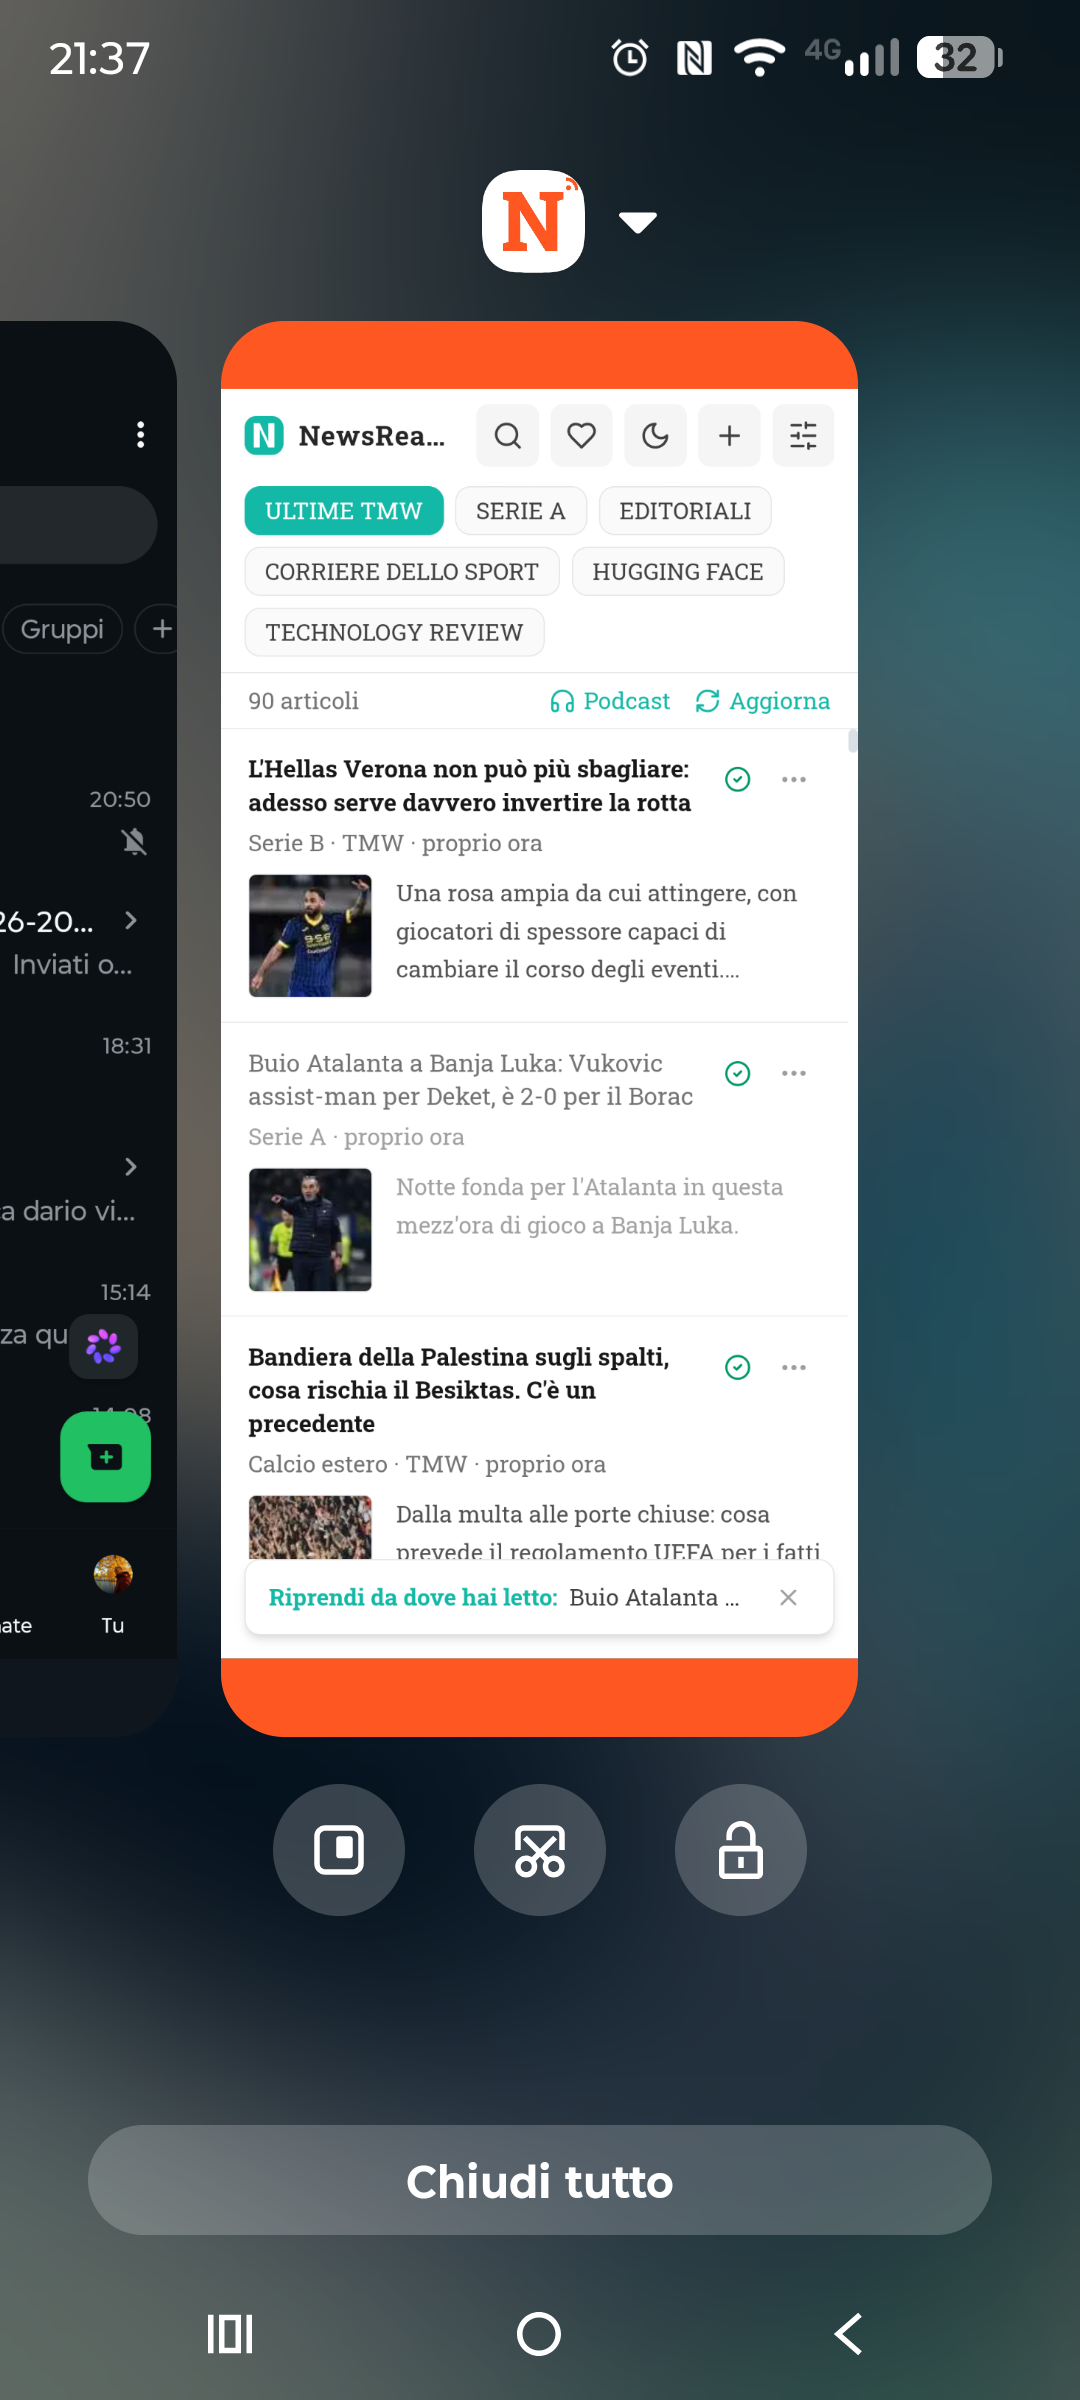 21:37
4G
32
N
N NewsRea...
ULTIME TMW SERIE A EDITORIALI
CORRIERE DELLO SPORT HUGGING FACE
TECHNOLOGY REVIEW
90 articoli Podcast Aggiorna
L'Hellas Verona non può più sbagliare:
adesso serve davvero invertire la rotta
Serie B · TMW · proprio ora
Una rosa ampia da cui attingere, con
giocatori di spessore capaci di
cambiare il corso degli eventi....
Buio Atalanta a Banja Luka: Vukovic
assist-man per Deket, è 2-0 per il Borac
Serie A · proprio ora
Notte fonda per l'Atalanta in questa
mezz'ora di gioco a Banja Luka.
Bandiera della Palestina sugli spalti,
cosa rischia il Besiktas. C'è un
precedente
Calcio estero · TMW · proprio ora
Dalla multa alle porte chiuse: cosa
prevede il regolamento UEFA per i fatti
Riprendi da dove hai letto: Buio Atalanta ...
Gruppi +
20:50
26-20...
Inviati o...
18:31
a dario vi...
15:14
za qu
ate Tu
Chiudi tutto